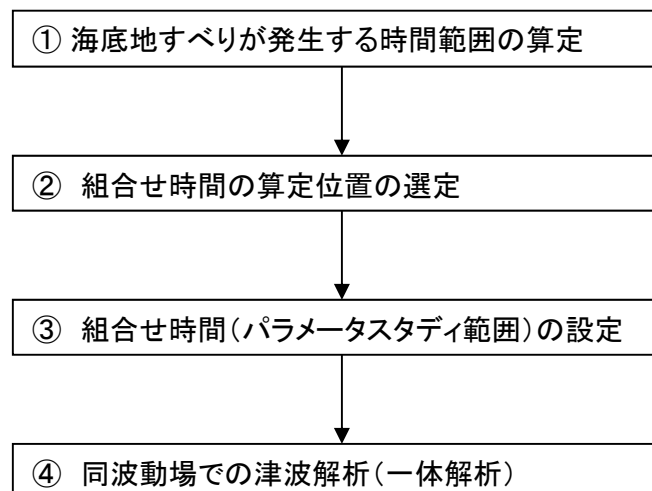 ① 海底地すべりが発生する時間範囲の算定
② 組合せ時間の算定位置の選定
③ 組合せ時間(パラメータスタディ範囲)の設定
④ 同波動場での津波解析(一体解析)